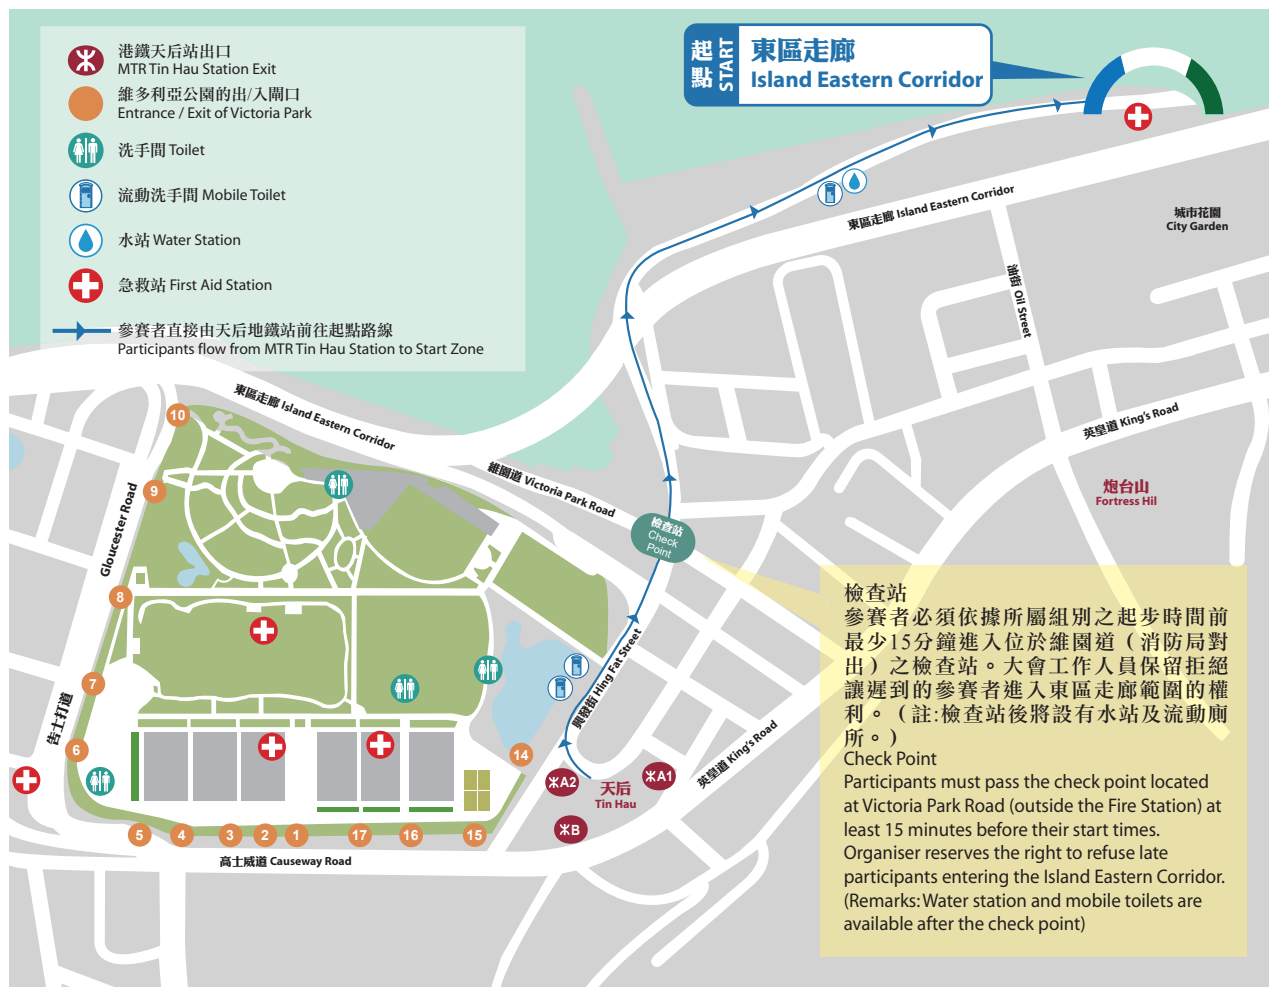 港鐵天后站出口
MTR Tin Hau Station Exit
維多利亞公園的出/入閘口
Entrance / Exit of Victoria Park
洗手間 Toilet
流動洗手間 Mobile Toilet
水站 Water Station
急救站 First Aid Station
參賽者直接由天后地鐵站前往起點路線
Participants flow from MTR Tin Hau Station to Start Zone
起點
START
東區走廊
Island Eastern Corridor
東區走廊 Island Eastern Corridor
城市花園
City Garden
油街 Oil Street
英皇道 King's Road
炮台山
Fortress Hil
東區走廊 Island Eastern Corridor
維園道 Victoria Park Road
檢查站
Check
Point
10
9
Gloucester Road
8
7
告士打道
6
5
4
3
2
1
17
16
15
14
高士威道 Causeway Road
興發街 Hing Fat Street
A2
A1
B
天后
Tin Hau
英皇道 King's Road
檢查站
參賽者必須依據所屬組別之起步時間前
最少15分鐘進入位於維園道（消防局對
出）之檢查站。大會工作人員保留拒絕
讓遲到的參賽者進入東區走廊範圍的權
利。（註:檢查站後將設有水站及流動廁
所。）
Check Point
Participants must pass the check point located
at Victoria Park Road (outside the Fire Station) at
least 15 minutes before their start times.
Organiser reserves the right to refuse late
participants entering the Island Eastern Corridor.
(Remarks: Water station and mobile toilets are
available after the check point)